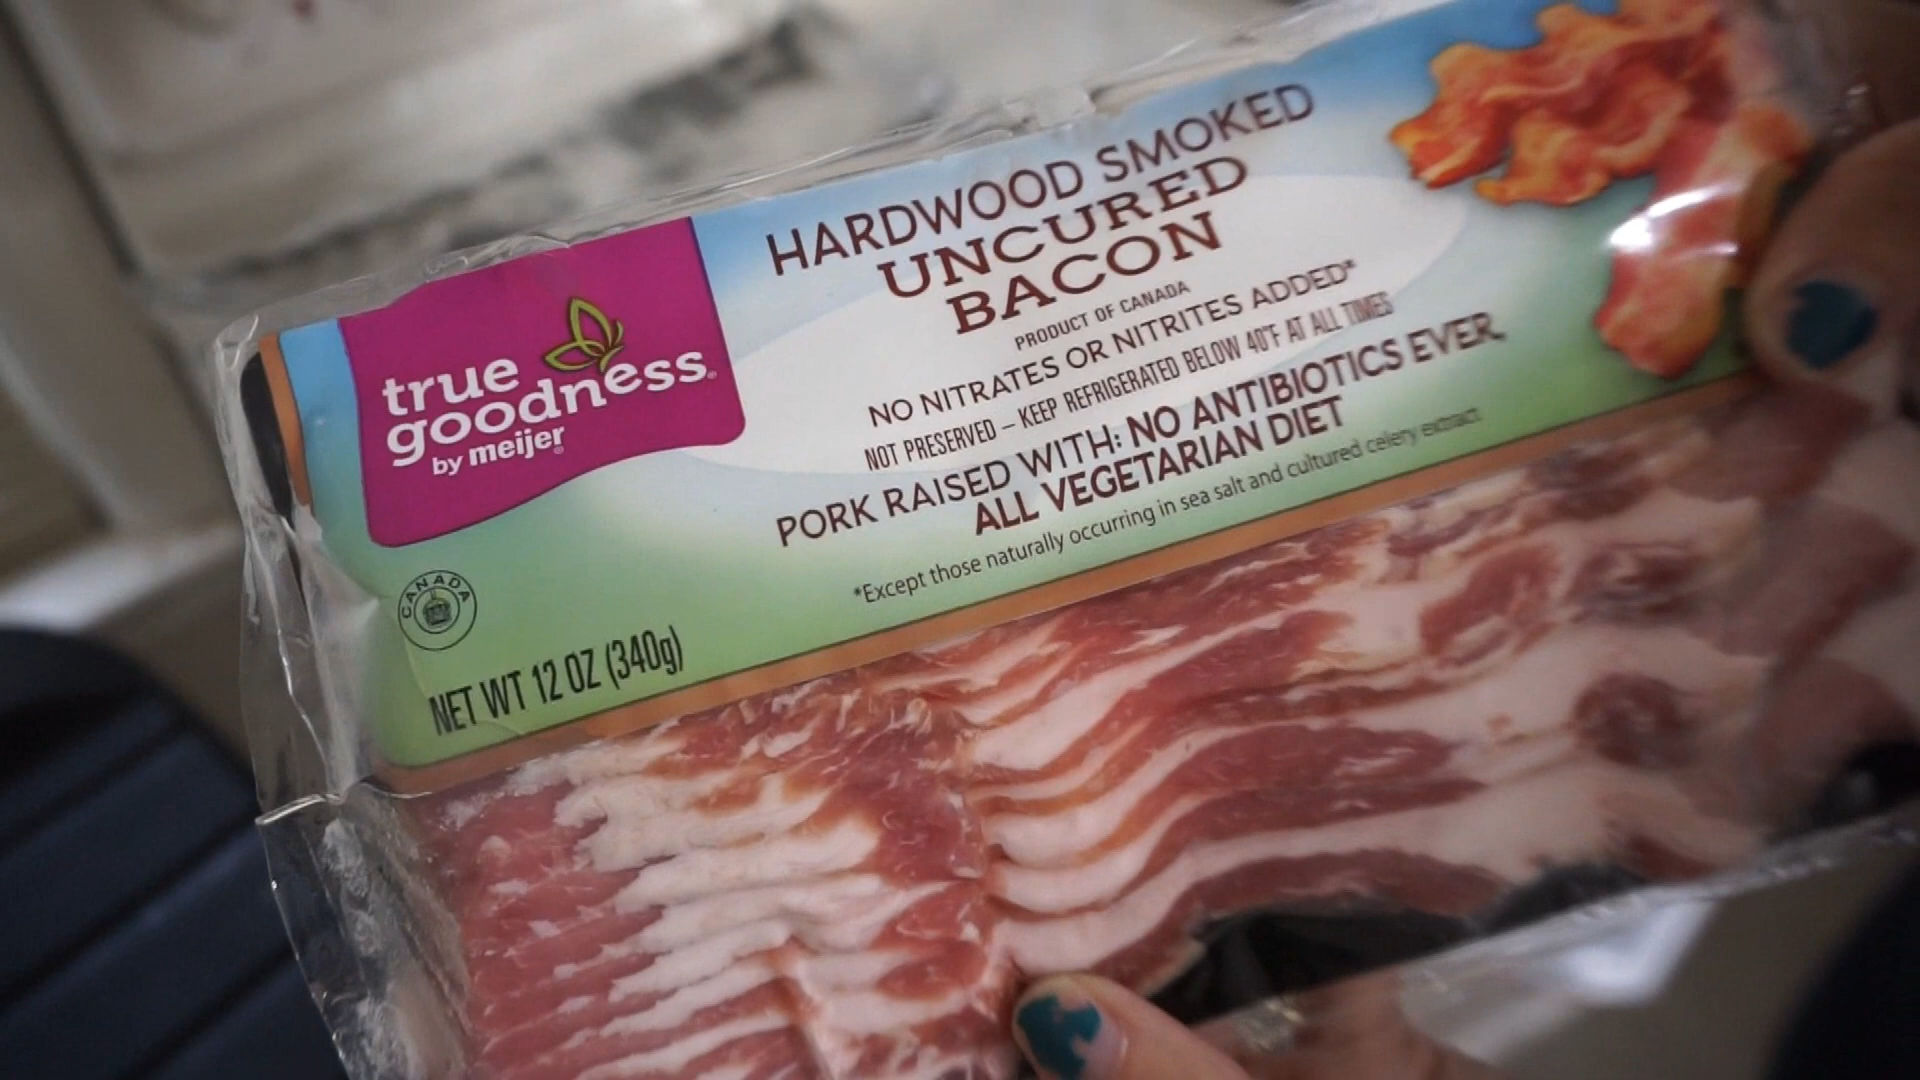 HARDWOOD SMOKED
UNCURED
BACON
PRODUCT OF CANADA
NO NITRATES OR NITRITES ADDED*
NOT PRESERVED – KEEP REFRIGERATED BELOW 40°F AT ALL TIMES
PORK RAISED WITH: NO ANTIBIOTICS EVER,
ALL VEGETARIAN DIET
*Except those naturally occurring in sea salt and cultured celery extract
true
goodness®
by meijer®
CANADA
NET WT 12 OZ (340g)